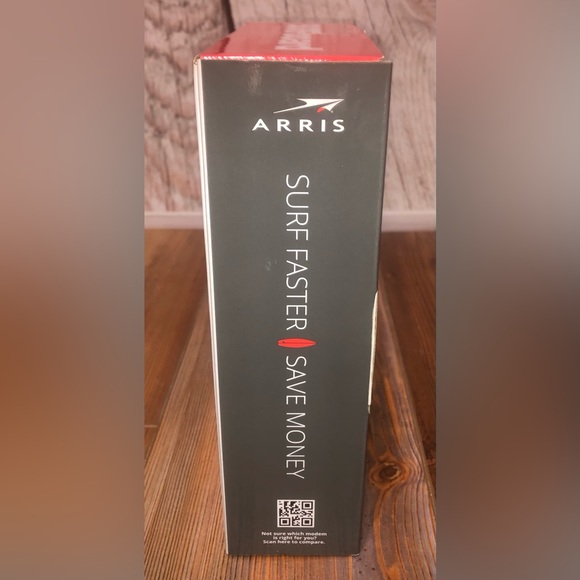 ARRIS
SURF FASTER SAVE MONEY
Not sure which modem
is right for you?
Scan here to compare.